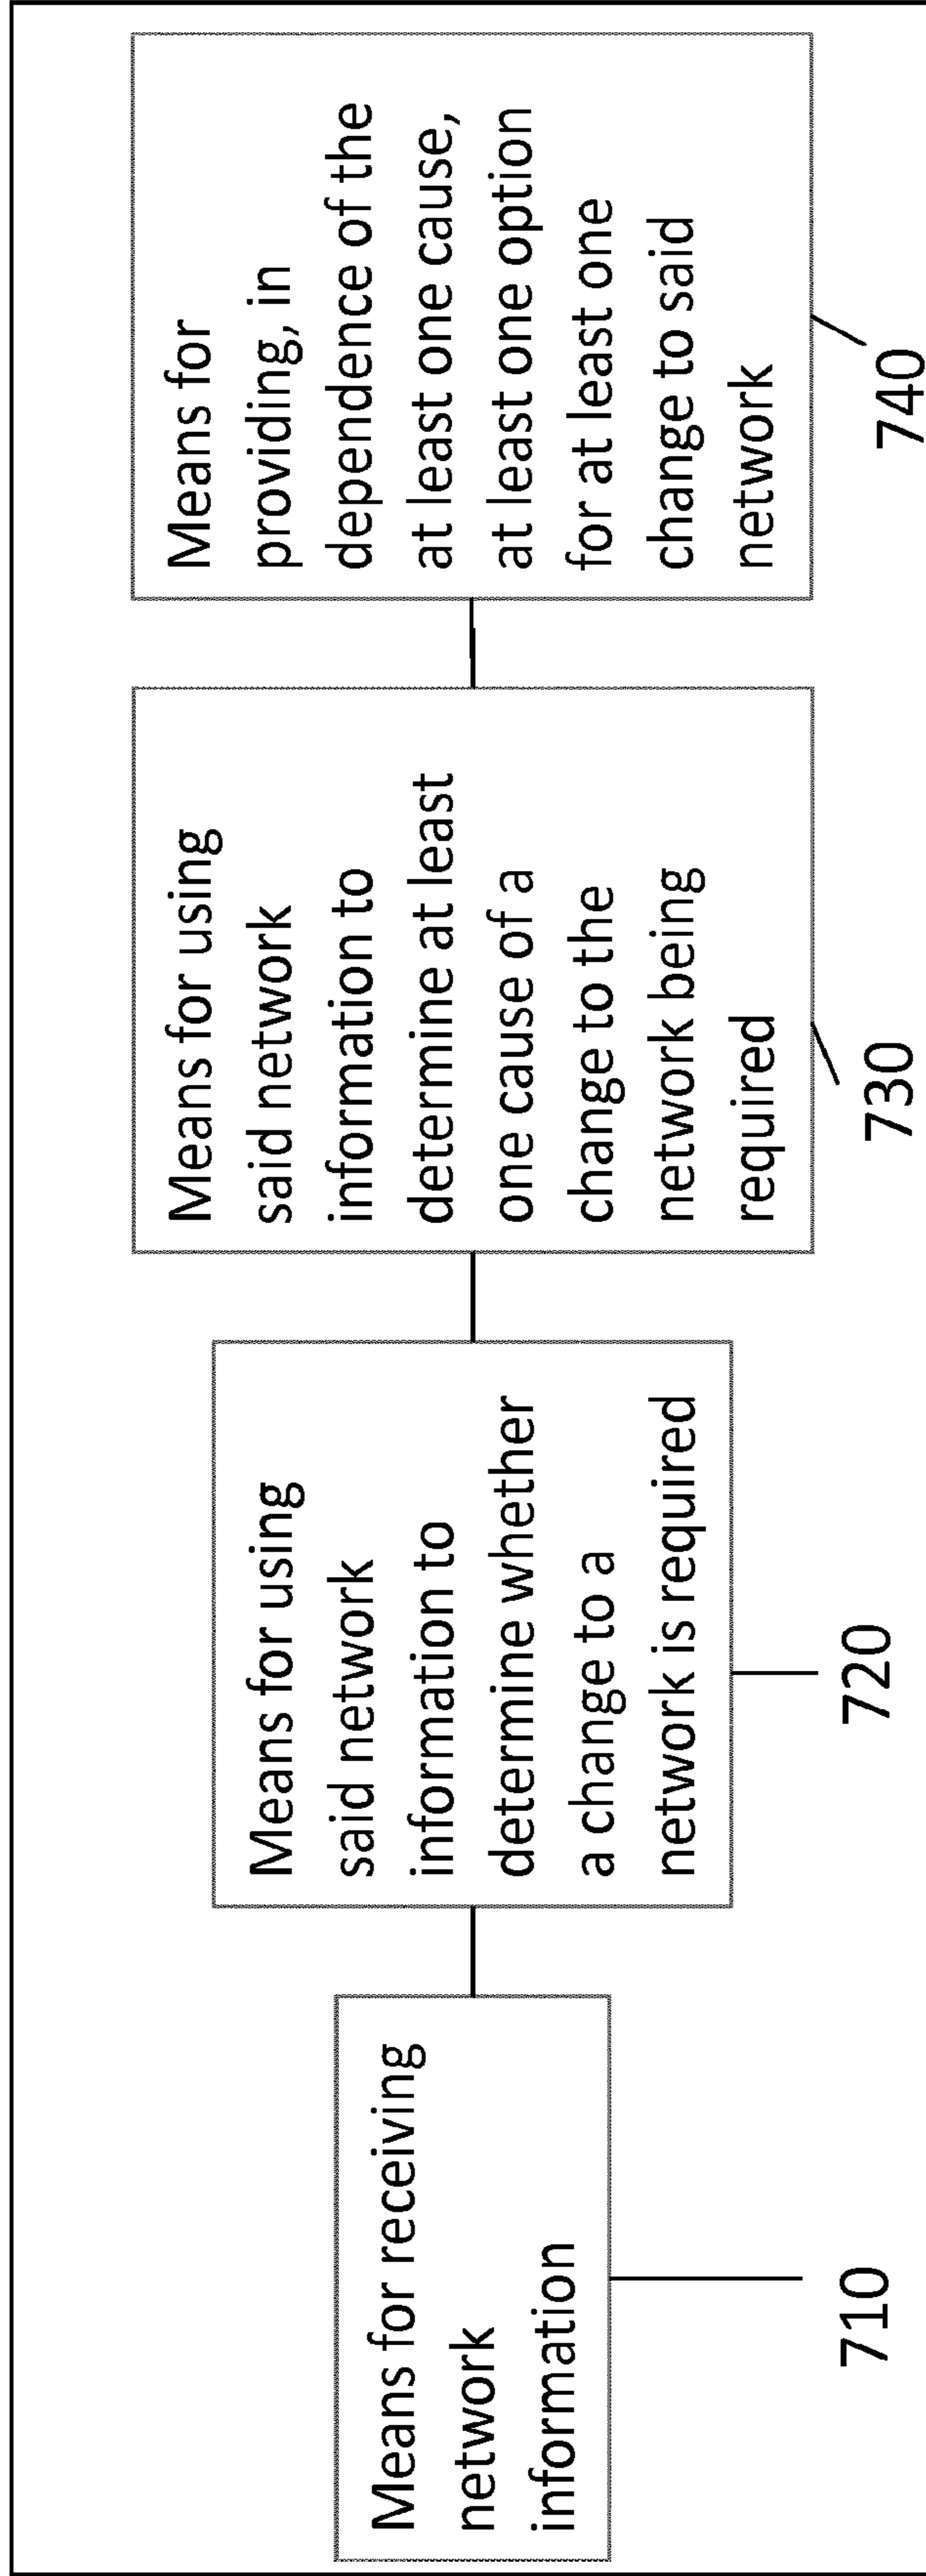 Means for receiving
network
information
710
Means for using
said network
information to
determine whether
a change to a
network is required
720
Means for using
said network
information to
determine at least
one cause of a
change to the
network being
required
730
Means for
providing, in
dependence of the
at least one cause,
at least one option
for at least one
change to said
network
740